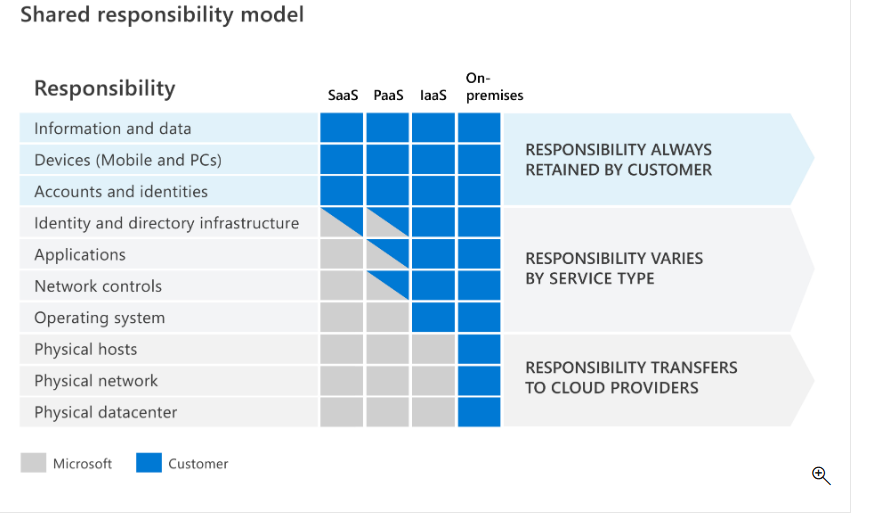 Shared responsibility model
Responsibility
SaaS PaaS IaaS On-
premises
Information and data
Devices (Mobile and PCs)
Accounts and identities
RESPONSIBILITY ALWAYS
RETAINED BY CUSTOMER
Identity and directory infrastructure
Applications
Network controls
Operating system
RESPONSIBILITY VARIES
BY SERVICE TYPE
Physical hosts
Physical network
Physical datacenter
RESPONSIBILITY TRANSFERS
TO CLOUD PROVIDERS
Microsoft Customer